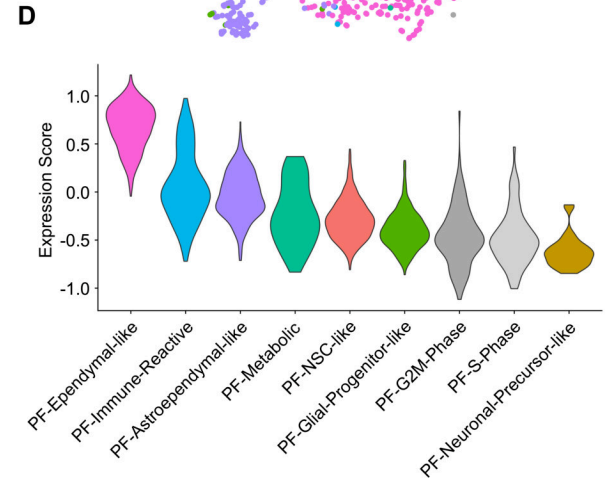 D
Expression Score
1.0
0.5
0.0
-0.5
-1.0
PF-Ependymal-like
PF-Immune-Reactive
PF-Astroependymal-like
PF-Metabolic
PF-NSC-like
PF-Glial-Progenitor-like
PF-G2M-Phase
PF-S-Phase
PF-Neuronal-Precursor-like